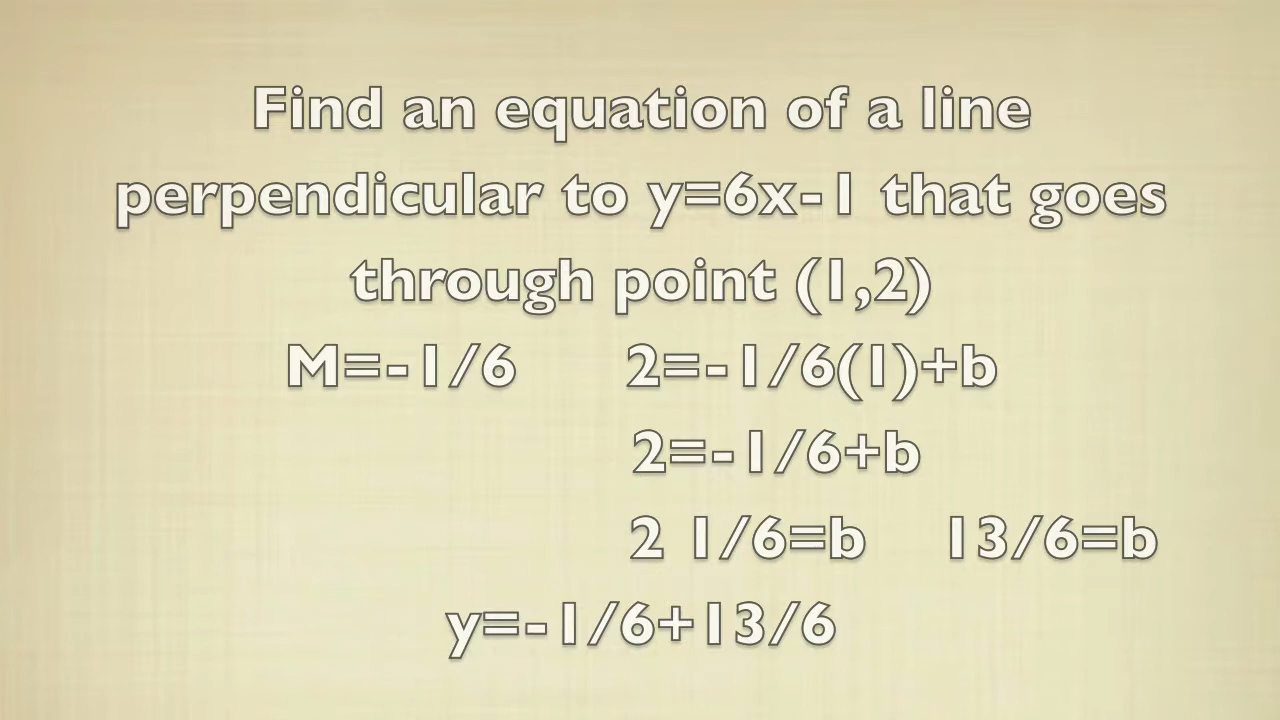 Find an equation of a line
perpendicular to y=6x-1 that goes
through point (1,2)
M=-1/6 2=-1/6(1)+b
2=-1/6+b
2 1/6=b 13/6=b
y=-1/6+13/6